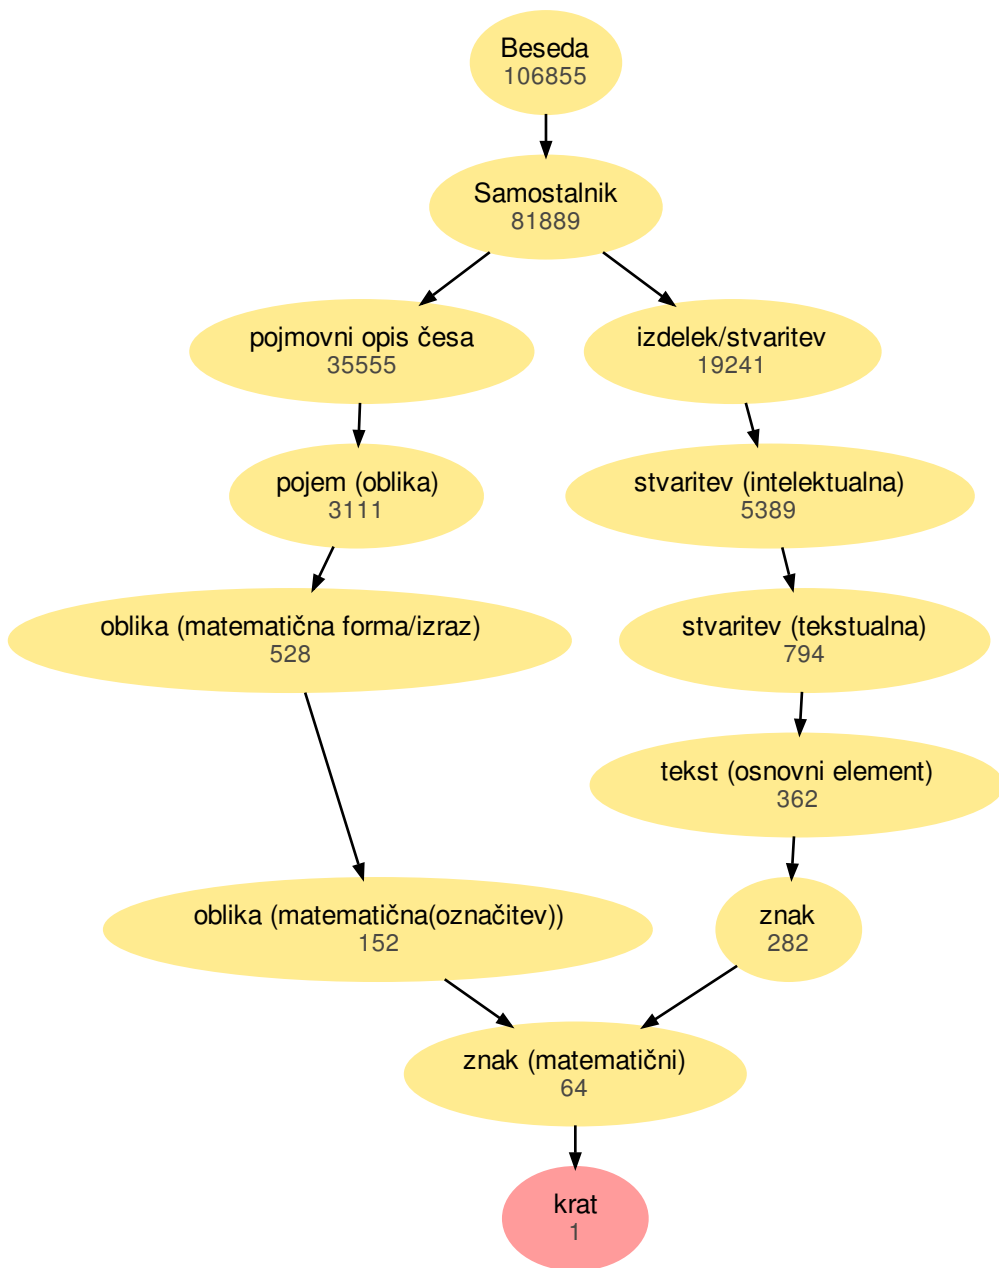 Beseda
106855
Samostalnik
81889
pojmovni opis česa
35555
izdelek/stvaritev
19241
pojem (oblika)
3111
stvaritev (intelektualna)
5389
oblika (matematična forma/izraz)
528
stvaritev (tekstualna)
794
tekst (osnovni element)
362
oblika (matematična(označitev))
152
znak
282
znak (matematični)
64
krat
1